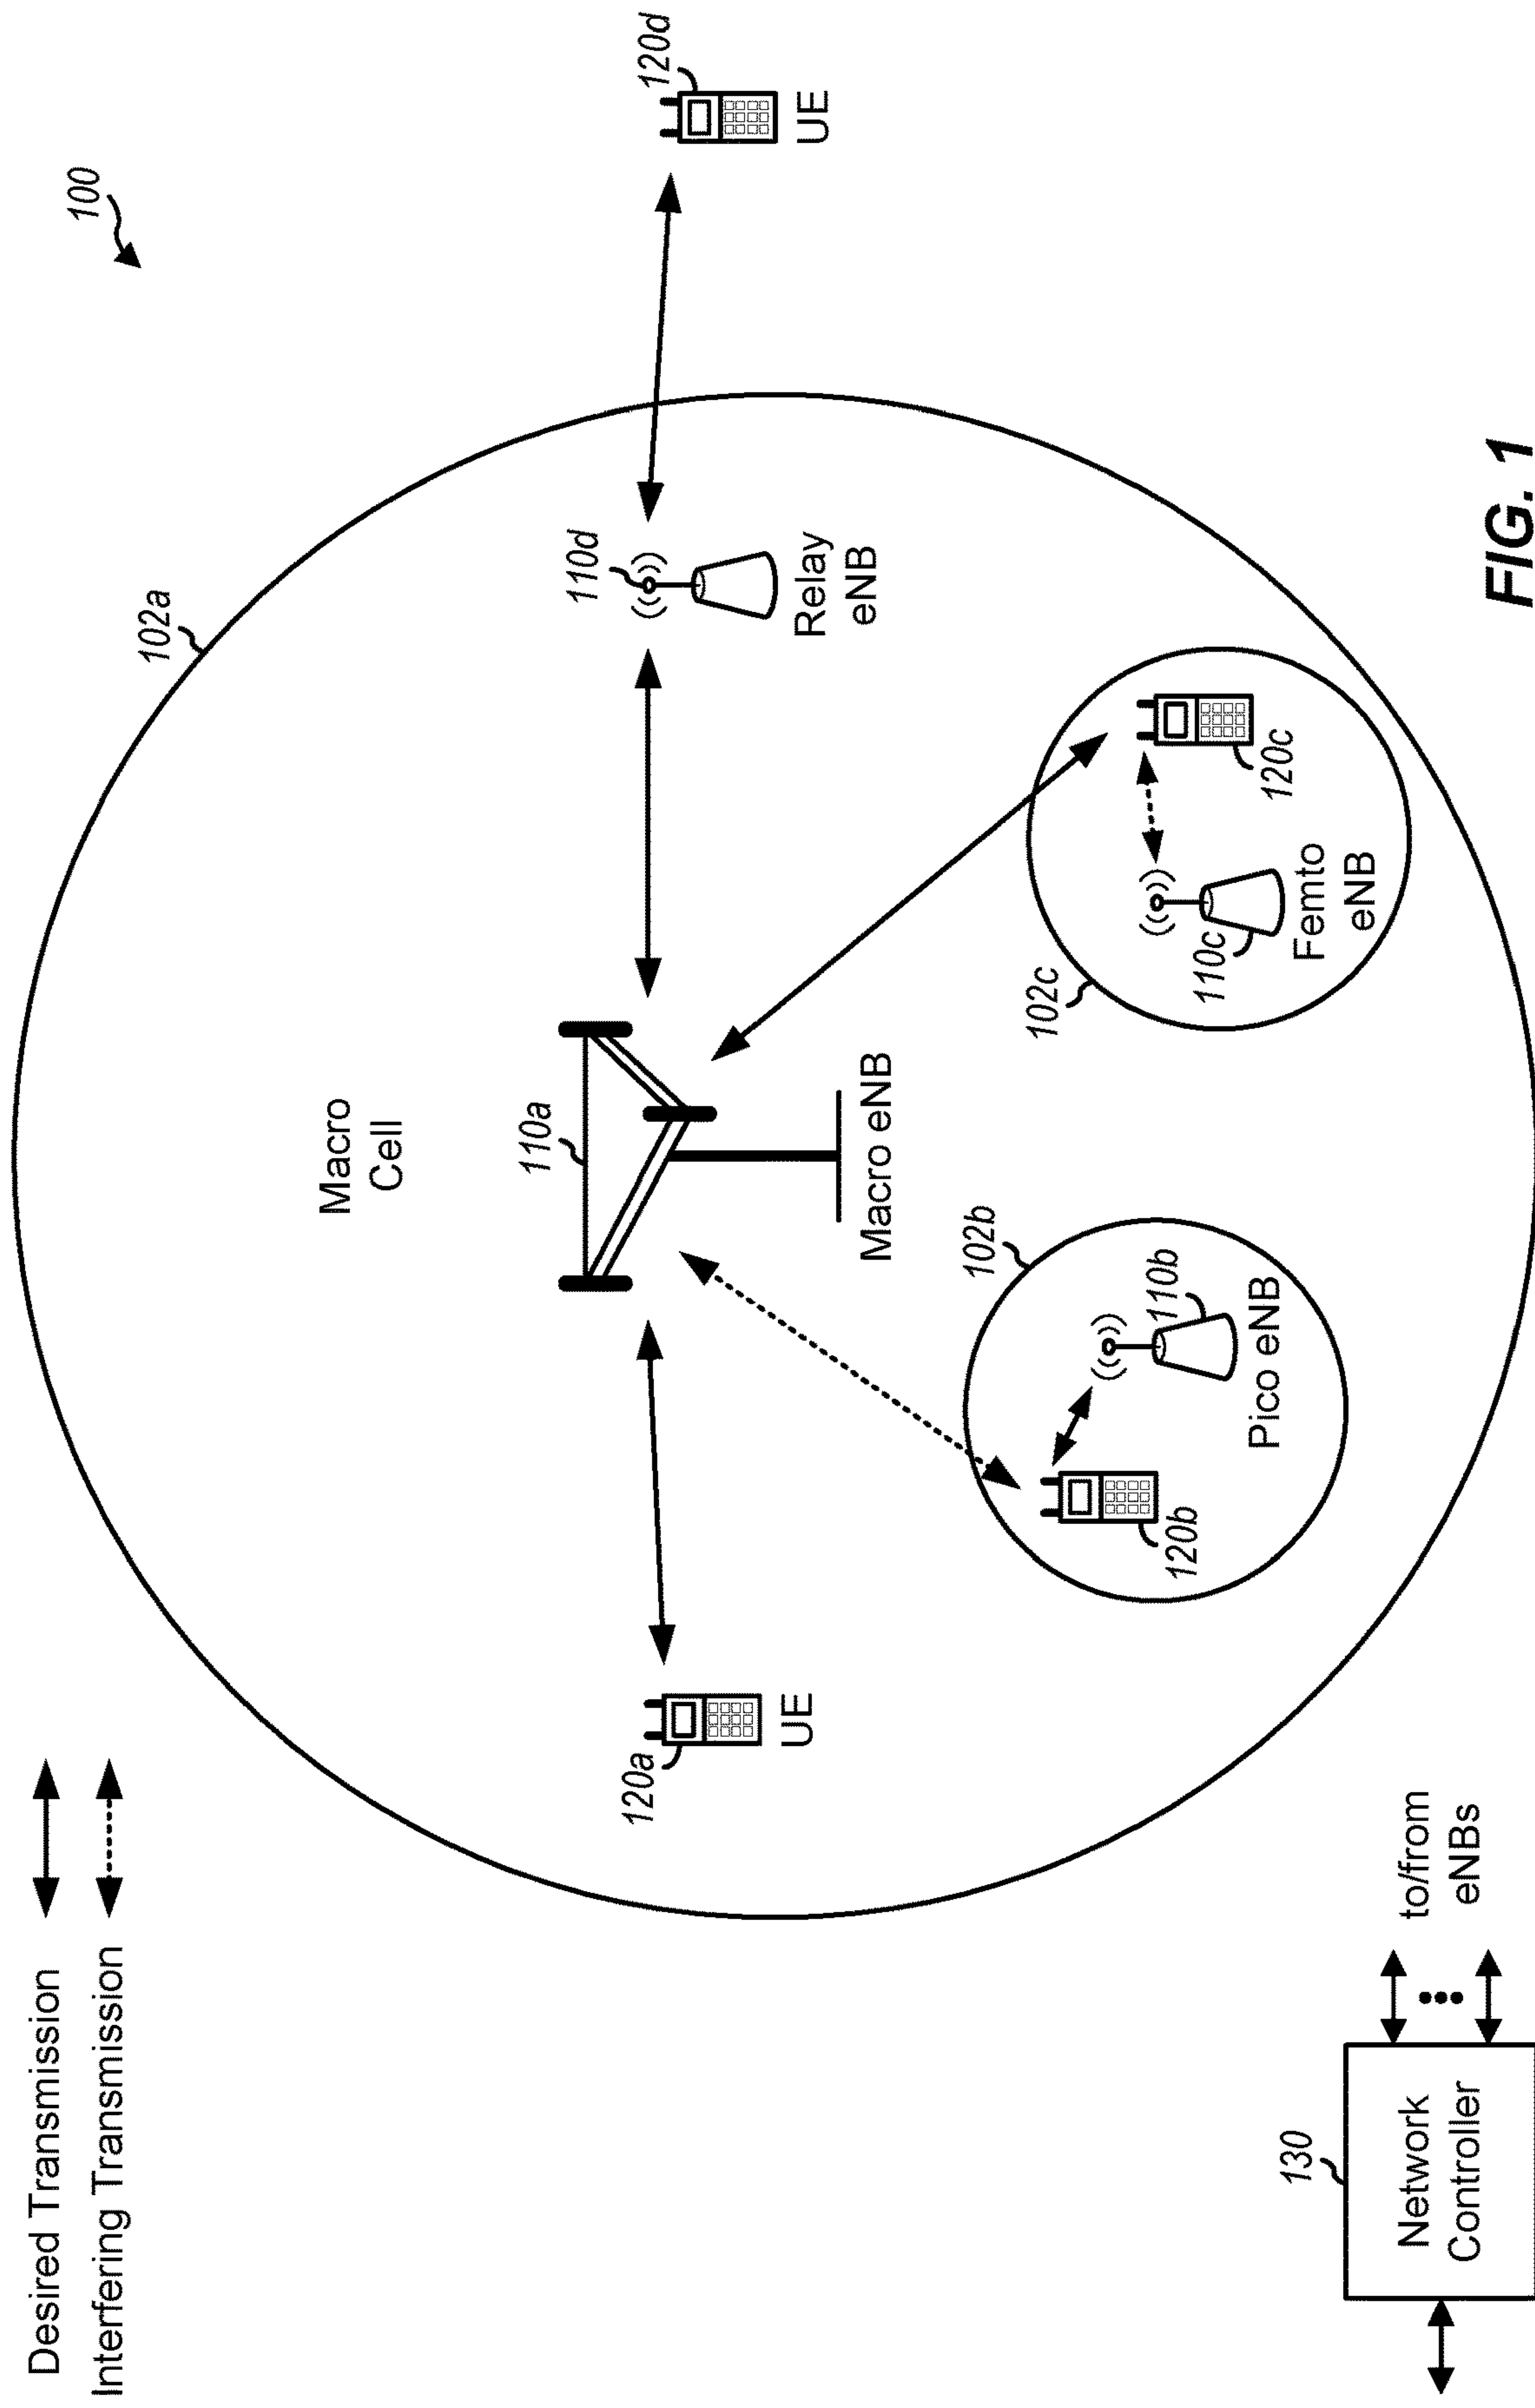 Desired Transmission
Interfering Transmission
100
102a
Macro
Cell
110a
110d
120d
120a
UE
Macro eNB
Relay
eNB
UE
102b
110b
Pico eNB
120b
102c
110c
Femto
eNB
120c
130
Network
Controller
to/from
eNBs
FIG. 1